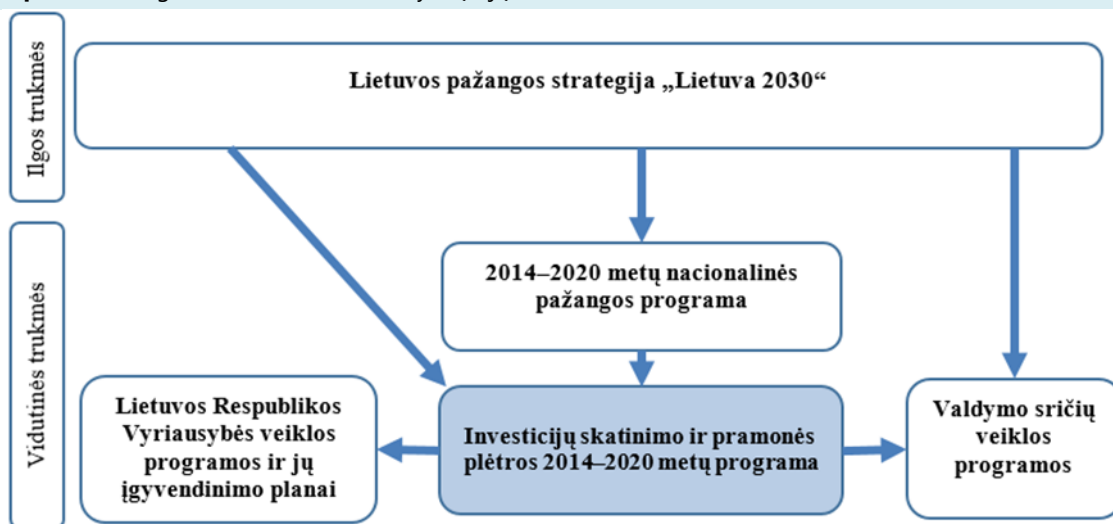 Ilgos trukmės
Lietuvos pažangos strategija „Lietuva 2030“
Vidutinės trukmės
2014–2020 metų nacionalinės
pažangos programa
Lietuvos Respublikos
Vyriausybės veiklos
programos ir jų
įgyvendinimo planai
Investicijų skatinimo ir pramonės
plėtros 2014–2020 metų programa
Valdymo sričių
veiklos
programos